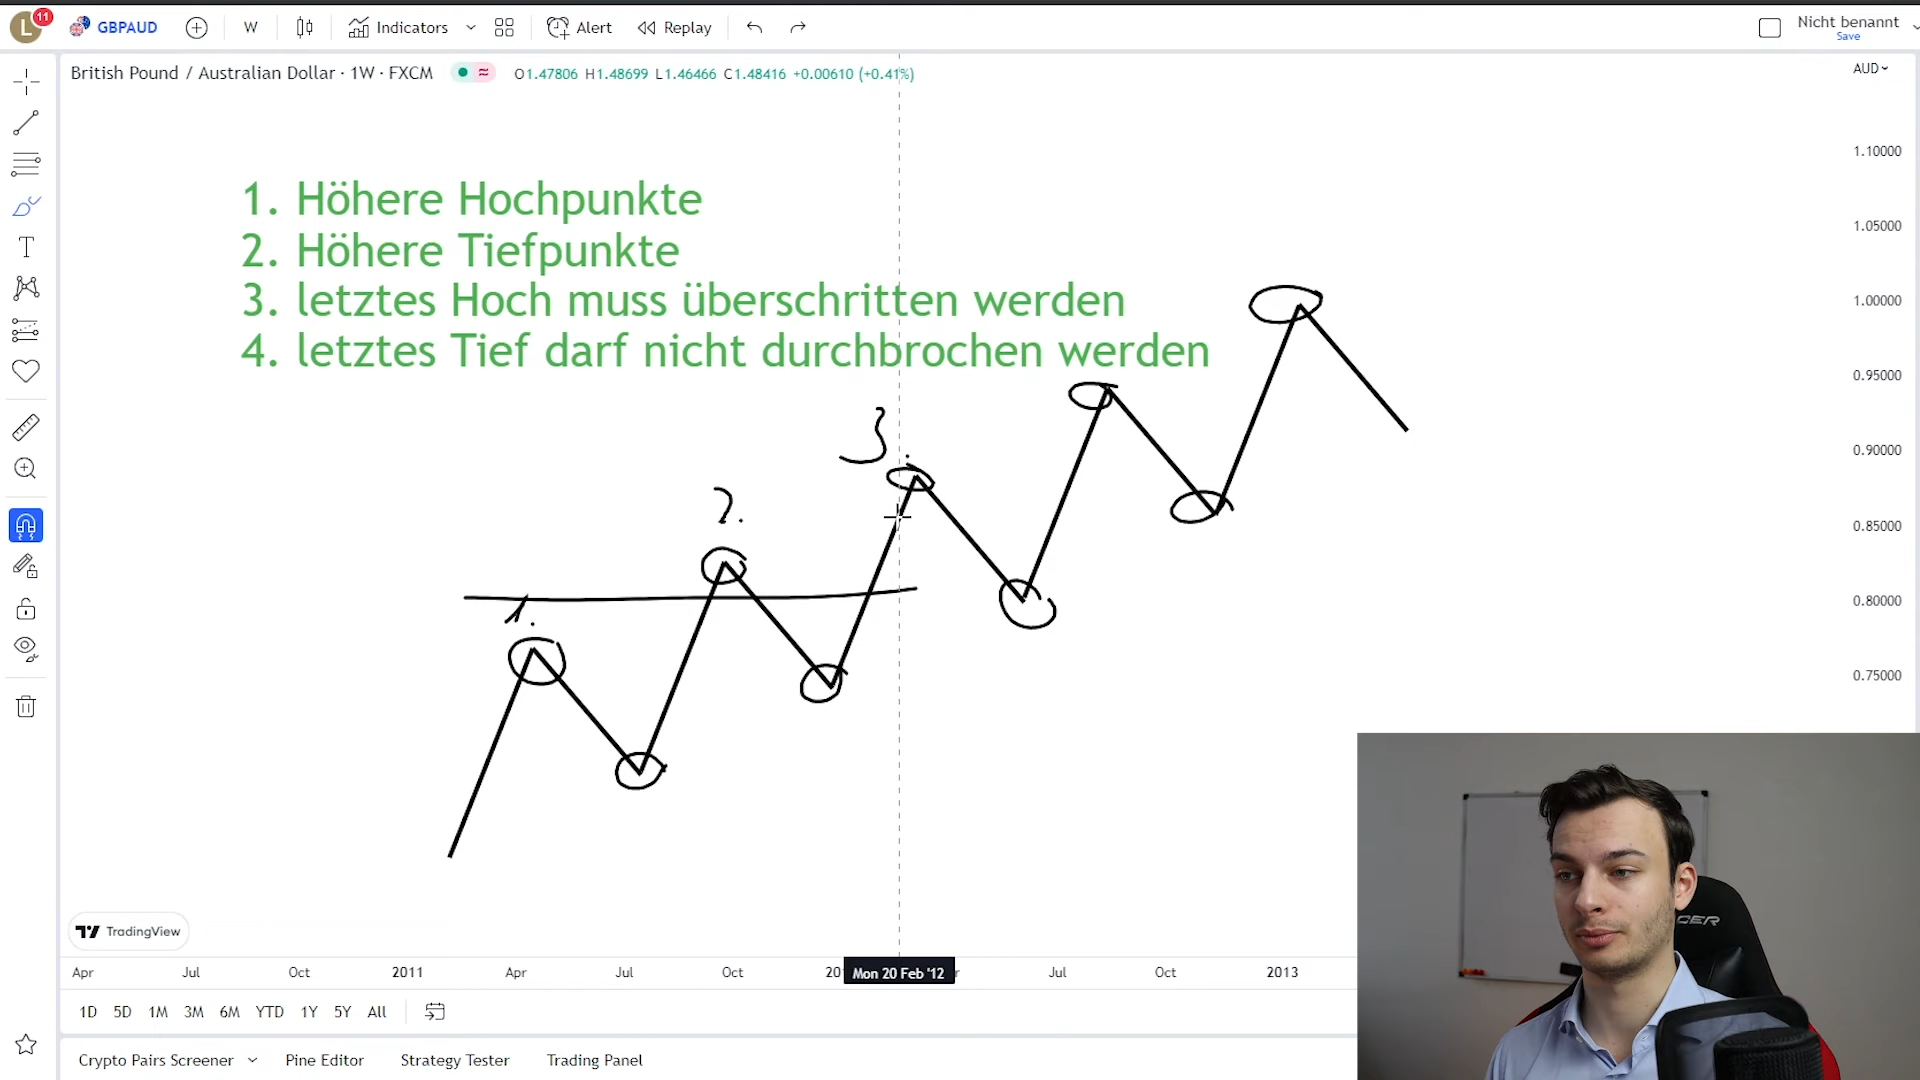 L 11 GBPAUD W Indicators Alert Replay Nicht benannt
Save
British Pound / Australian Dollar · 1W · FXCM O1.47806 H1.48699 L1.46466 C1.48416 +0.00610 (+0.41%) AUD
1. Höhere Hochpunkte
2. Höhere Tiefpunkte
3. letztes Hoch muss überschritten werden
4. letztes Tief darf nicht durchbrochen werden
1.10000
1.05000
1.00000
0.95000
0.90000
0.85000
0.80000
0.75000
3.
2.
1.
TradingView
Apr Jul Oct 2011 Apr Jul Oct Mon 20 Feb '12 Jul Oct 2013
1D 5D 1M 3M 6M YTD 1Y 5Y All
Crypto Pairs Screener Pine Editor Strategy Tester Trading Panel